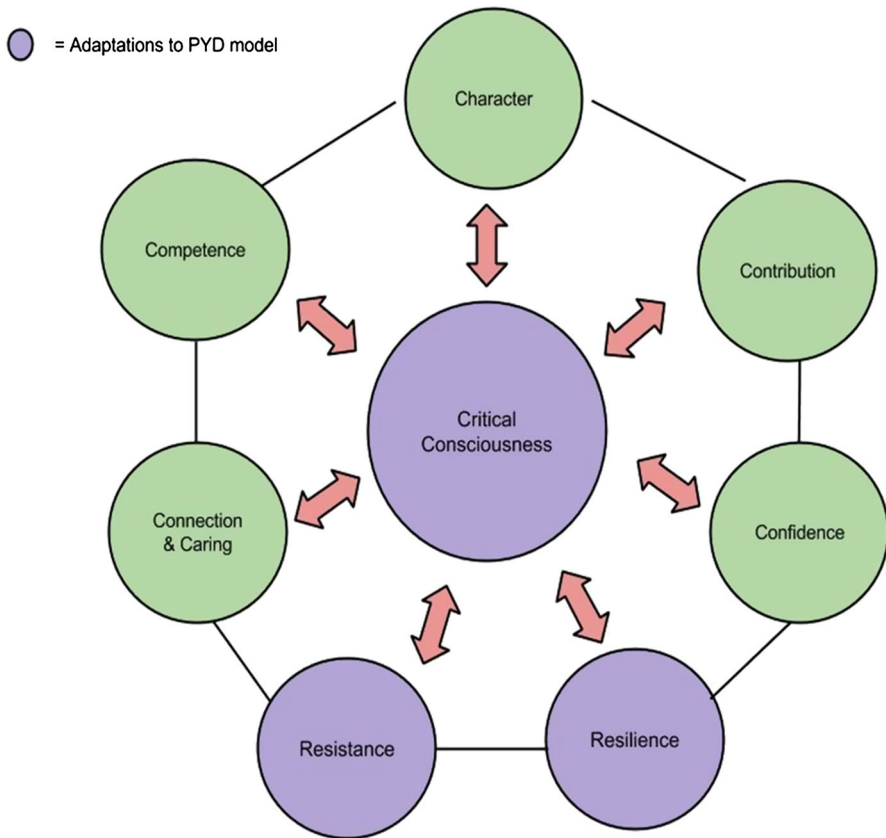 = Adaptations to PYD model
Character
Competence
Contribution
Critical
Consciousness
Connection
& Caring
Confidence
Resistance
Resilience